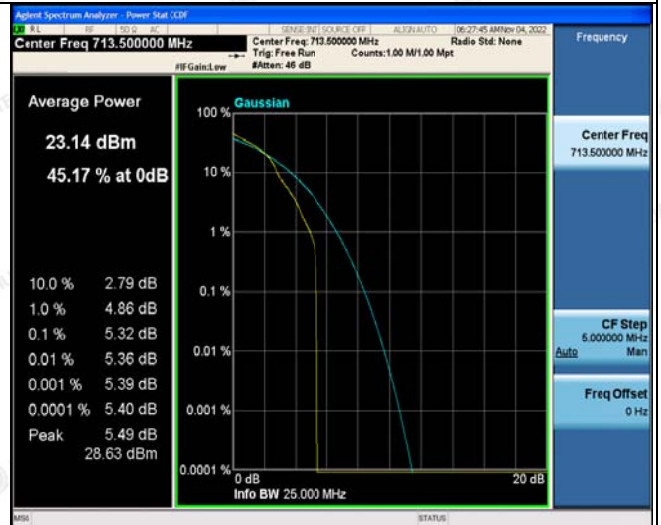 Agilent Spectrum Analyzer - Power Stat CCDF
RL RF 50 Ω AC SENSE:INT SOURCE OFF ALIGN AUTO 06:27:45 AM Nov 04, 2022
Center Freq 713.500000 MHz
Center Freq: 713.500000 MHz Radio Std: None
Trig: Free Run Counts:1.00 M/1.00 Mpt
#IFGain:Low #Atten: 46 dB
Frequency
Average Power
23.14 dBm
45.17 % at 0dB
10.0 % 2.79 dB
1.0 % 4.86 dB
0.1 % 5.32 dB
0.01 % 5.36 dB
0.001 % 5.39 dB
0.0001 % 5.40 dB
Peak 5.49 dB
28.63 dBm
Gaussian
100 %
10 %
1 %
0.1 %
0.01 %
0.001 %
0.0001 %
0 dB 20 dB
Info BW 25.000 MHz
Center Freq
713.500000 MHz
CF Step
5.000000 MHz
Auto Man
Freq Offset
0 Hz
MSG STATUS